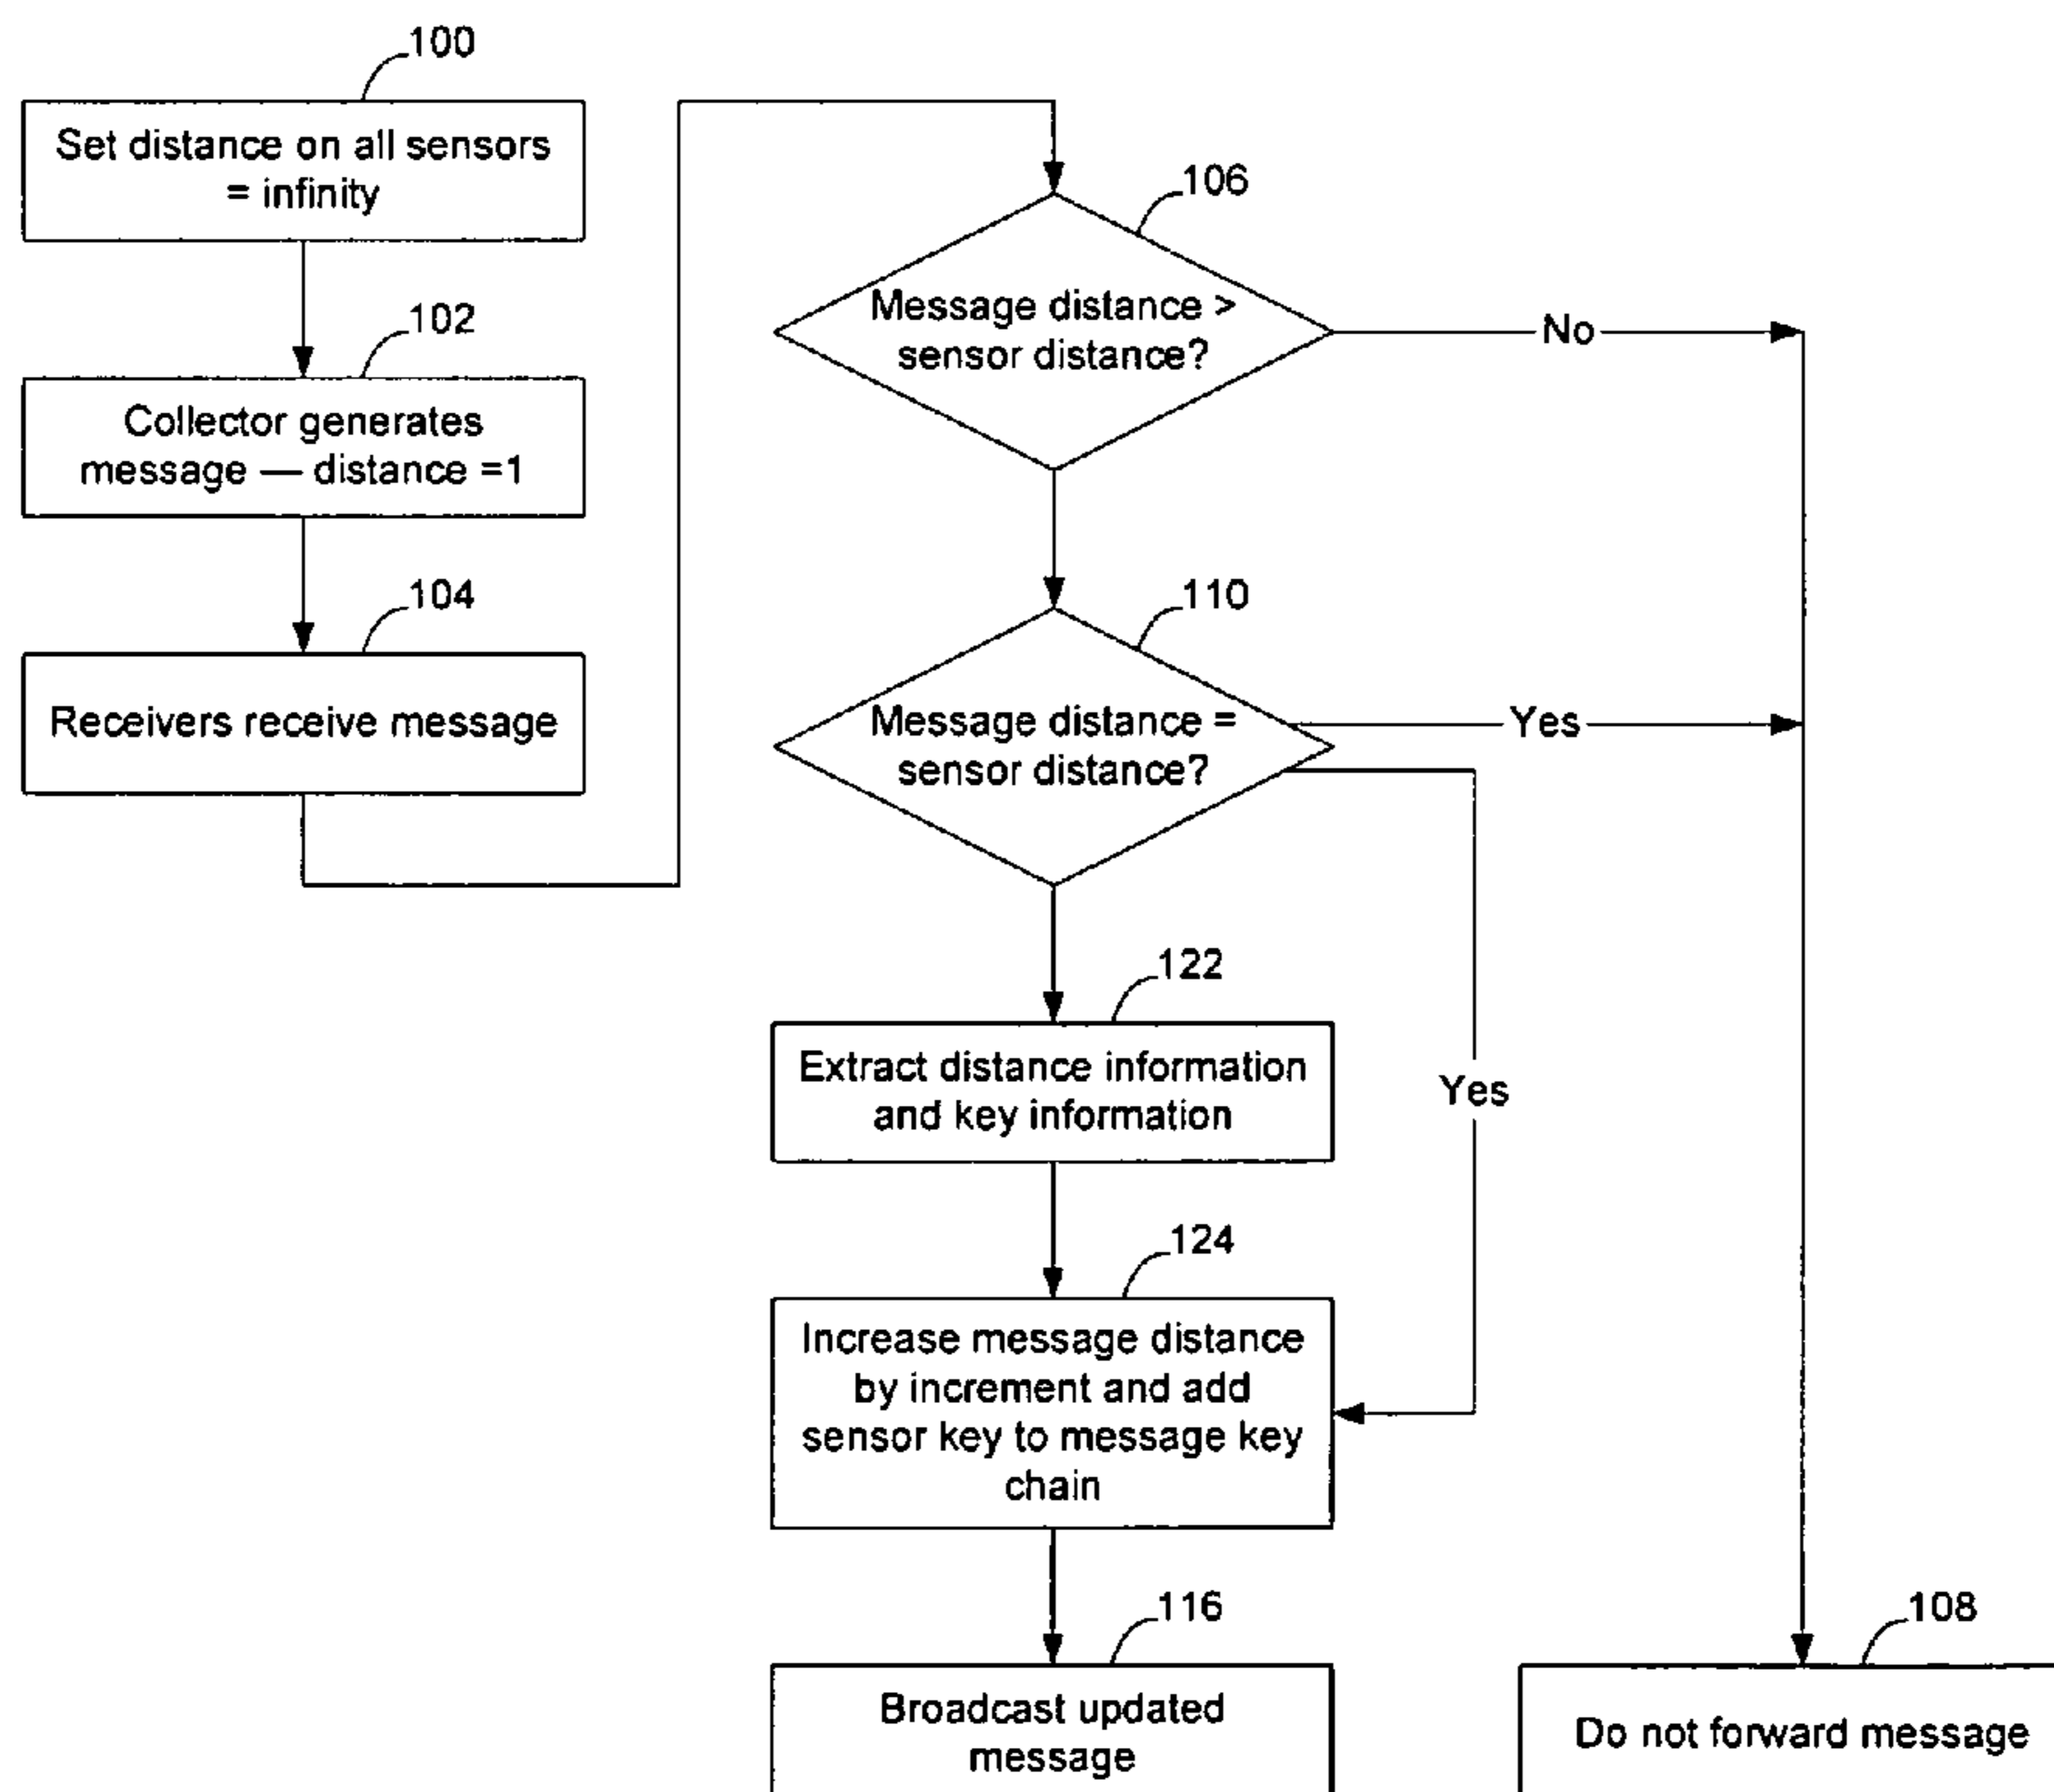 100
Set distance on all sensors
= infinity
102
Collector generates
message — distance =1
104
Receivers receive message
106
Message distance >
sensor distance?
No
110
Message distance =
sensor distance?
Yes
122
Extract distance information
and key information
Yes
124
Increase message distance
by increment and add
sensor key to message key
chain
116
Broadcast updated
message
108
Do not forward message